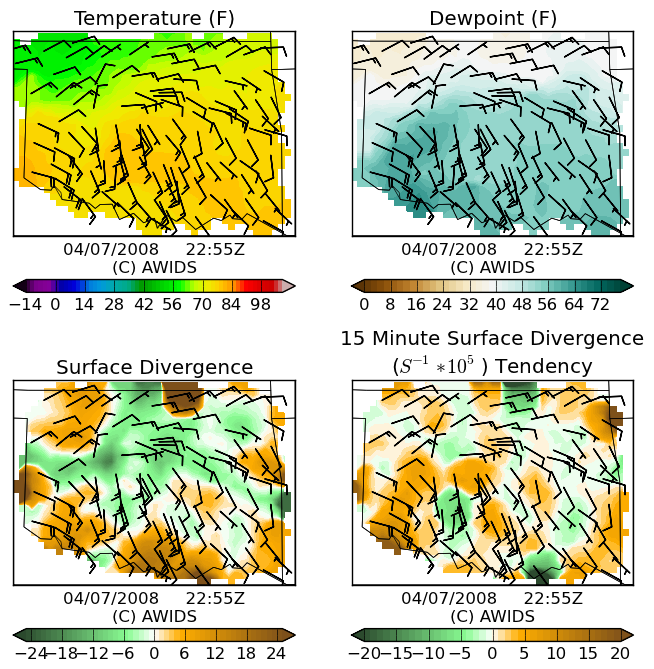 Temperature (F)
Dewpoint (F)
04/07/2008 22:55Z
(C) AWIDS
04/07/2008 22:55Z
(C) AWIDS
−14 0 14 28 42 56 70 84 98
0 8 16 24 32 40 48 56 64 72
Surface Divergence
15 Minute Surface Divergence
(S⁻¹ *10⁵ ) Tendency
04/07/2008 22:55Z
(C) AWIDS
04/07/2008 22:55Z
(C) AWIDS
−24 −18 −12 −6 0 6 12 18 24
−20 −15 −10 −5 0 5 10 15 20